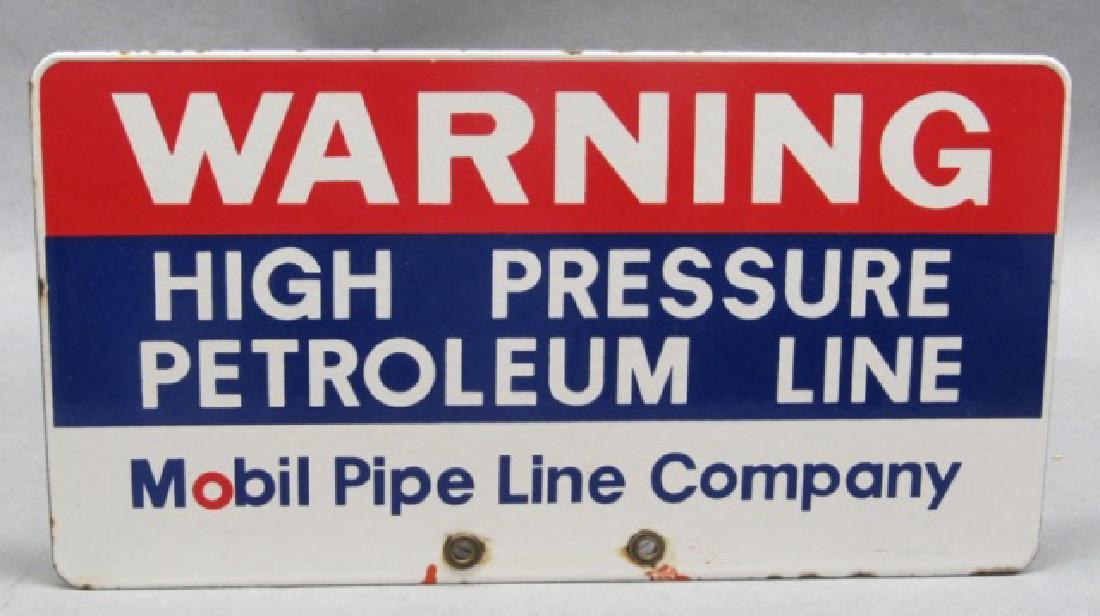 WARNING
HIGH PRESSURE
PETROLEUM LINE
Mobil Pipe Line Company